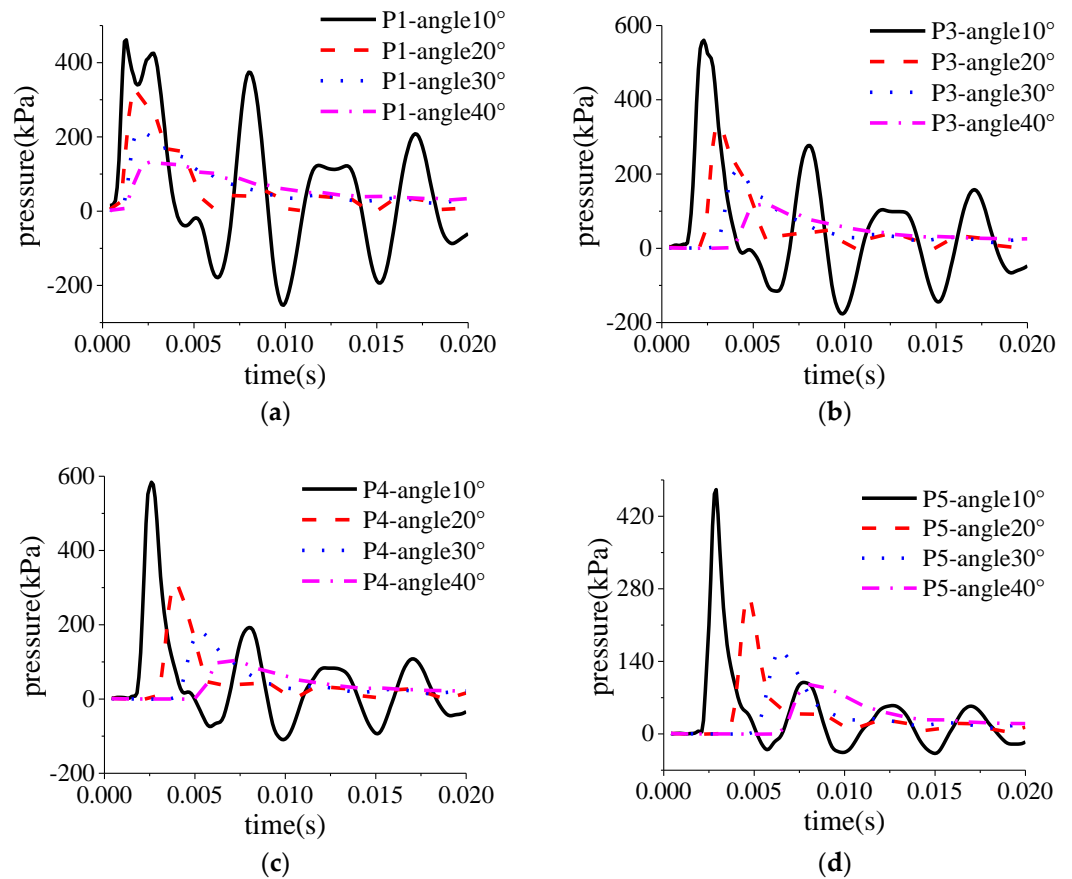 P1-angle10°
P1-angle20°
P1-angle30°
P1-angle40°
400
200
0
-200
pressure(kPa)
0.000 0.005 0.010 0.015 0.020
time(s)
(a)
P3-angle10°
P3-angle20°
P3-angle30°
P3-angle40°
600
400
200
0
-200
pressure(kPa)
0.000 0.005 0.010 0.015 0.020
time(s)
(b)
P4-angle10°
P4-angle20°
P4-angle30°
P4-angle40°
600
400
200
0
-200
pressure(kPa)
0.000 0.005 0.010 0.015 0.020
time(s)
(c)
P5-angle10°
P5-angle20°
P5-angle30°
P5-angle40°
420
280
140
0
pressure(kPa)
0.000 0.005 0.010 0.015 0.020
time(s)
(d)